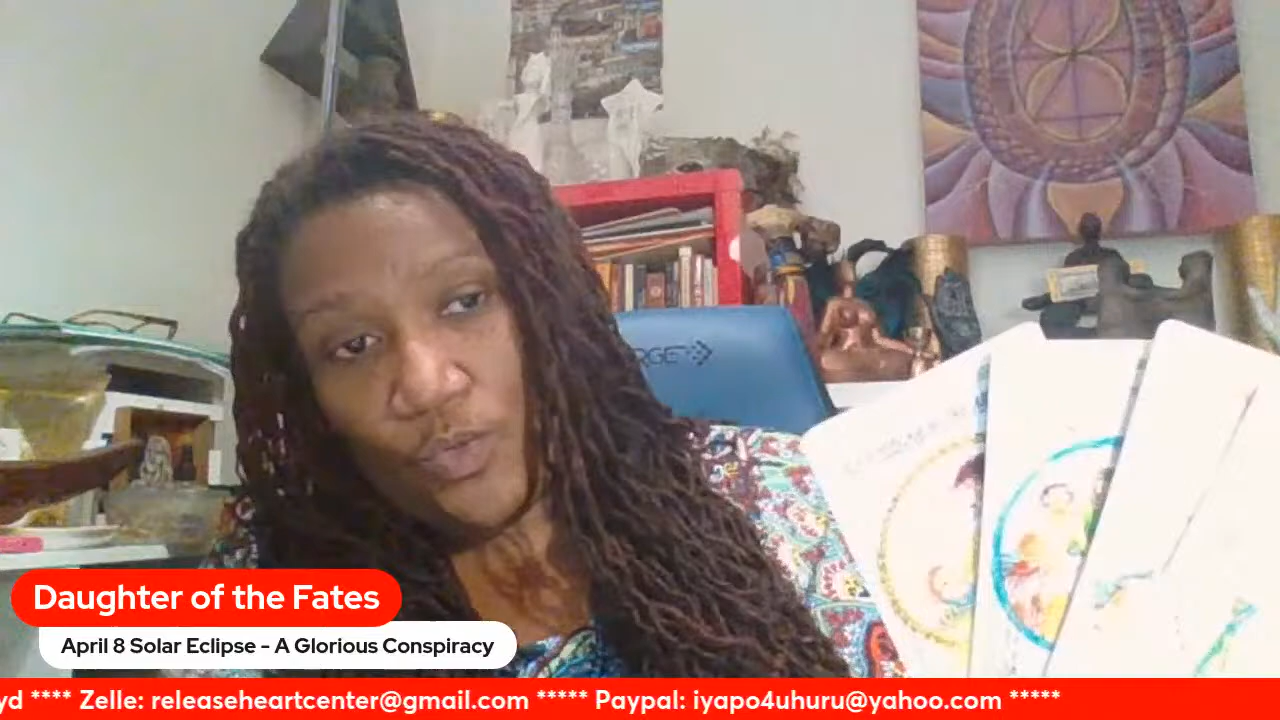 RGE
Daughter of the Fates
April 8 Solar Eclipse - A Glorious Conspiracy
yd **** Zelle: releaseheartcenter@gmail.com ***** Paypal: iyapo4uhuru@yahoo.com *****